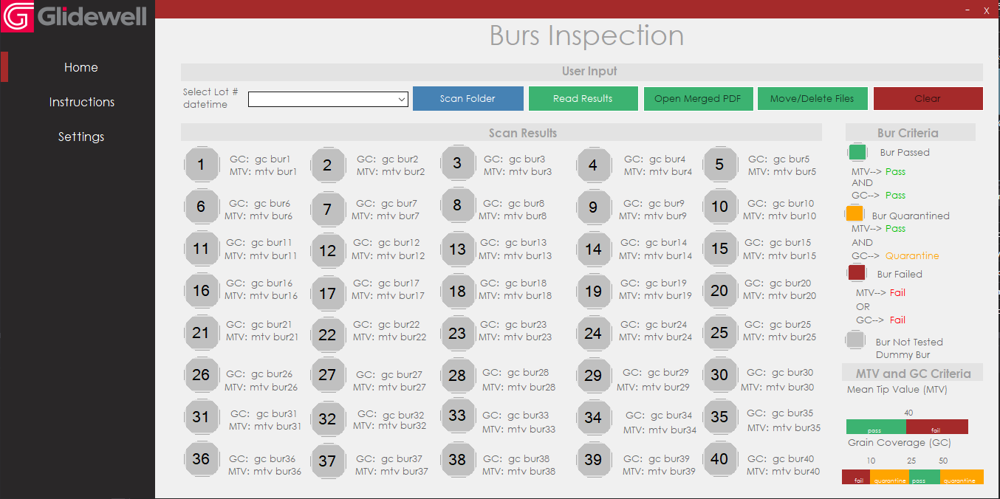 Glidewell
- X
Home
Instructions
Settings
Burs Inspection
User Input
Select Lot #
datetime
Scan Folder
Read Results
Open Merged PDF
Move/Delete Files
Clear
Scan Results
1 GC: gc bur1
MTV: mtv bur1
2 GC: gc bur2
MTV: mtv bur2
3 GC: gc bur3
MTV: mtv bur3
4 GC: gc bur4
MTV: mtv bur4
5 GC: gc bur5
MTV: mtv bur5
6 GC: gc bur6
MTV: mtv bur6
7 GC: gc bur7
MTV: mtv bur7
8 GC: gc bur8
MTV: mtv bur8
9 GC: gc bur9
MTV: mtv bur9
10 GC: gc bur10
MTV: mtv bur10
11 GC: gc bur11
MTV: mtv bur11
12 GC: gc bur12
MTV: mtv bur12
13 GC: gc bur13
MTV: mtv bur13
14 GC: gc bur14
MTV: mtv bur14
15 GC: gc bur15
MTV: mtv bur15
16 GC: gc bur16
MTV: mtv bur16
17 GC: gc bur17
MTV: mtv bur17
18 GC: gc bur18
MTV: mtv bur18
19 GC: gc bur19
MTV: mtv bur19
20 GC: gc bur20
MTV: mtv bur20
21 GC: gc bur21
MTV: mtv bur21
22 GC: gc bur22
MTV: mtv bur22
23 GC: gc bur23
MTV: mtv bur23
24 GC: gc bur24
MTV: mtv bur24
25 GC: gc bur25
MTV: mtv bur25
26 GC: gc bur26
MTV: mtv bur26
27 GC: gc bur27
MTV: mtv bur27
28 GC: gc bur28
MTV: mtv bur28
29 GC: gc bur29
MTV: mtv bur29
30 GC: gc bur30
MTV: mtv bur30
31 GC: gc bur31
MTV: mtv bur31
32 GC: gc bur32
MTV: mtv bur32
33 GC: gc bur33
MTV: mtv bur33
34 GC: gc bur34
MTV: mtv bur34
35 GC: gc bur35
MTV: mtv bur35
36 GC: gc bur36
MTV: mtv bur36
37 GC: gc bur37
MTV: mtv bur37
38 GC: gc bur38
MTV: mtv bur38
39 GC: gc bur39
MTV: mtv bur39
40 GC: gc bur40
MTV: mtv bur40
Bur Criteria
Bur Passed
MTV--> Pass
AND
GC--> Pass
Bur Quarantined
MTV--> Pass
AND
GC--> Quarantine
Bur Failed
MTV--> Fail
OR
GC--> Fail
Bur Not Tested
Dummy Bur
MTV and GC Criteria
Mean Tip Value (MTV)
40
pass fail
Grain Coverage (GC)
10 25 50
fail quarantine pass quarantine